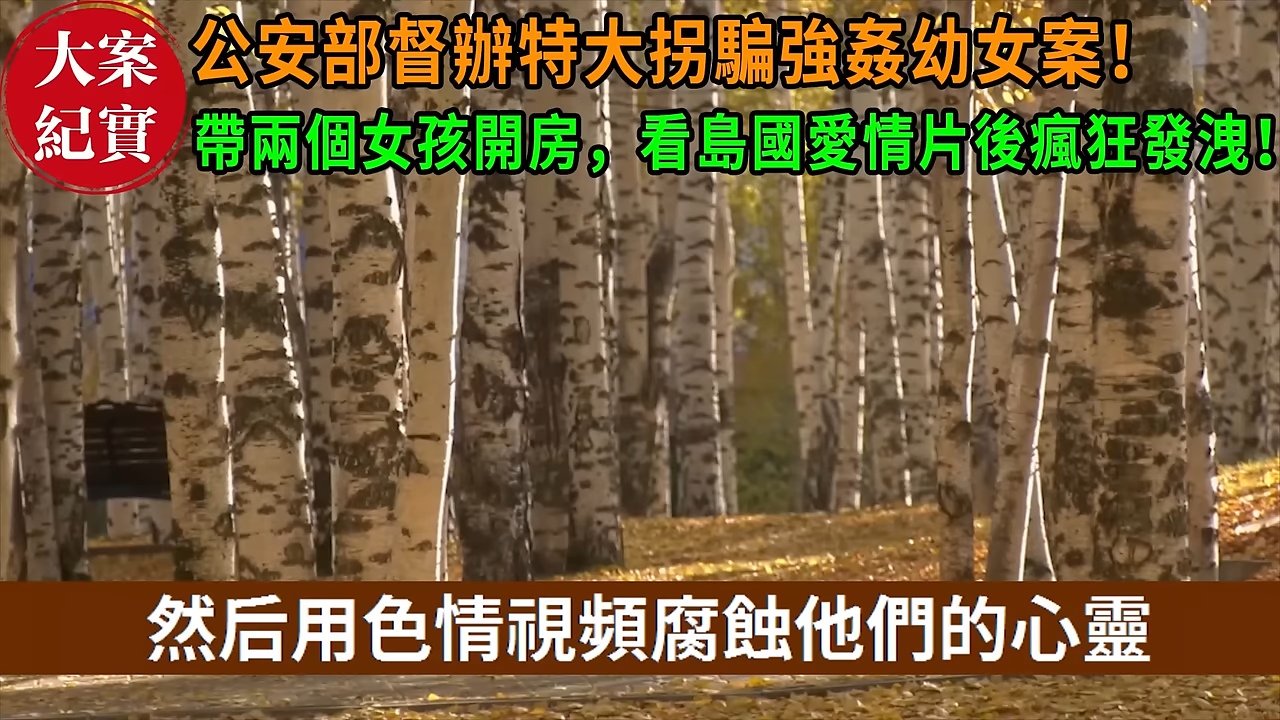 大案
紀實
公安部督辦特大拐騙強姦幼女案！
帶兩個女孩開房，看島國愛情片後瘋狂發洩！
然后用色情視頻腐蝕他們的心靈